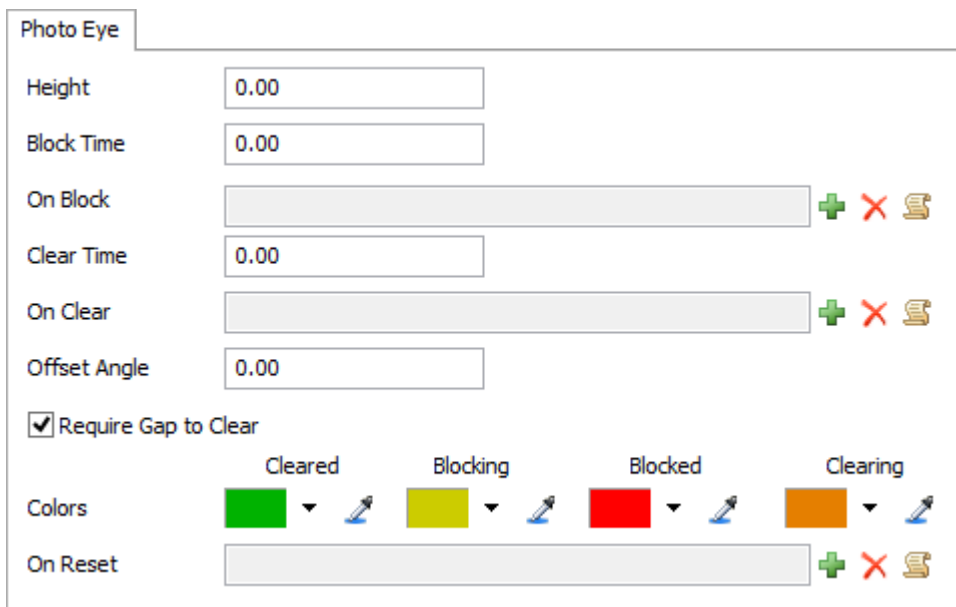 Photo Eye
Height 0.00
Block Time 0.00
On Block
Clear Time 0.00
On Clear
Offset Angle 0.00
Require Gap to Clear
Cleared Blocking Blocked Clearing
Colors
On Reset